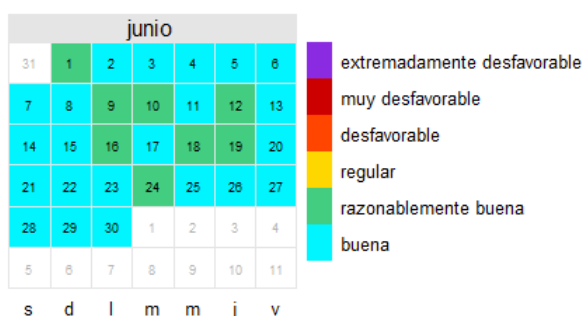 junio
31 1 2 3 4 5 6
7 8 9 10 11 12 13
14 15 16 17 18 19 20
21 22 23 24 25 26 27
28 29 30 1 2 3 4
5 6 7 8 9 10 11
s d l m m j v
extremadamente desfavorable
muy desfavorable
desfavorable
regular
razonablemente buena
buena